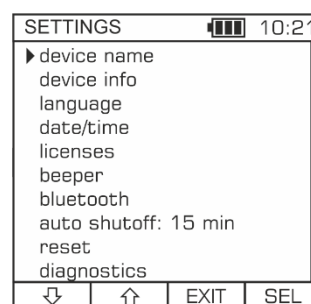 SETTINGS 10:21
device name
device info
language
date/time
licenses
beeper
bluetooth
auto shutoff: 15 min
reset
diagnostics
EXIT SEL